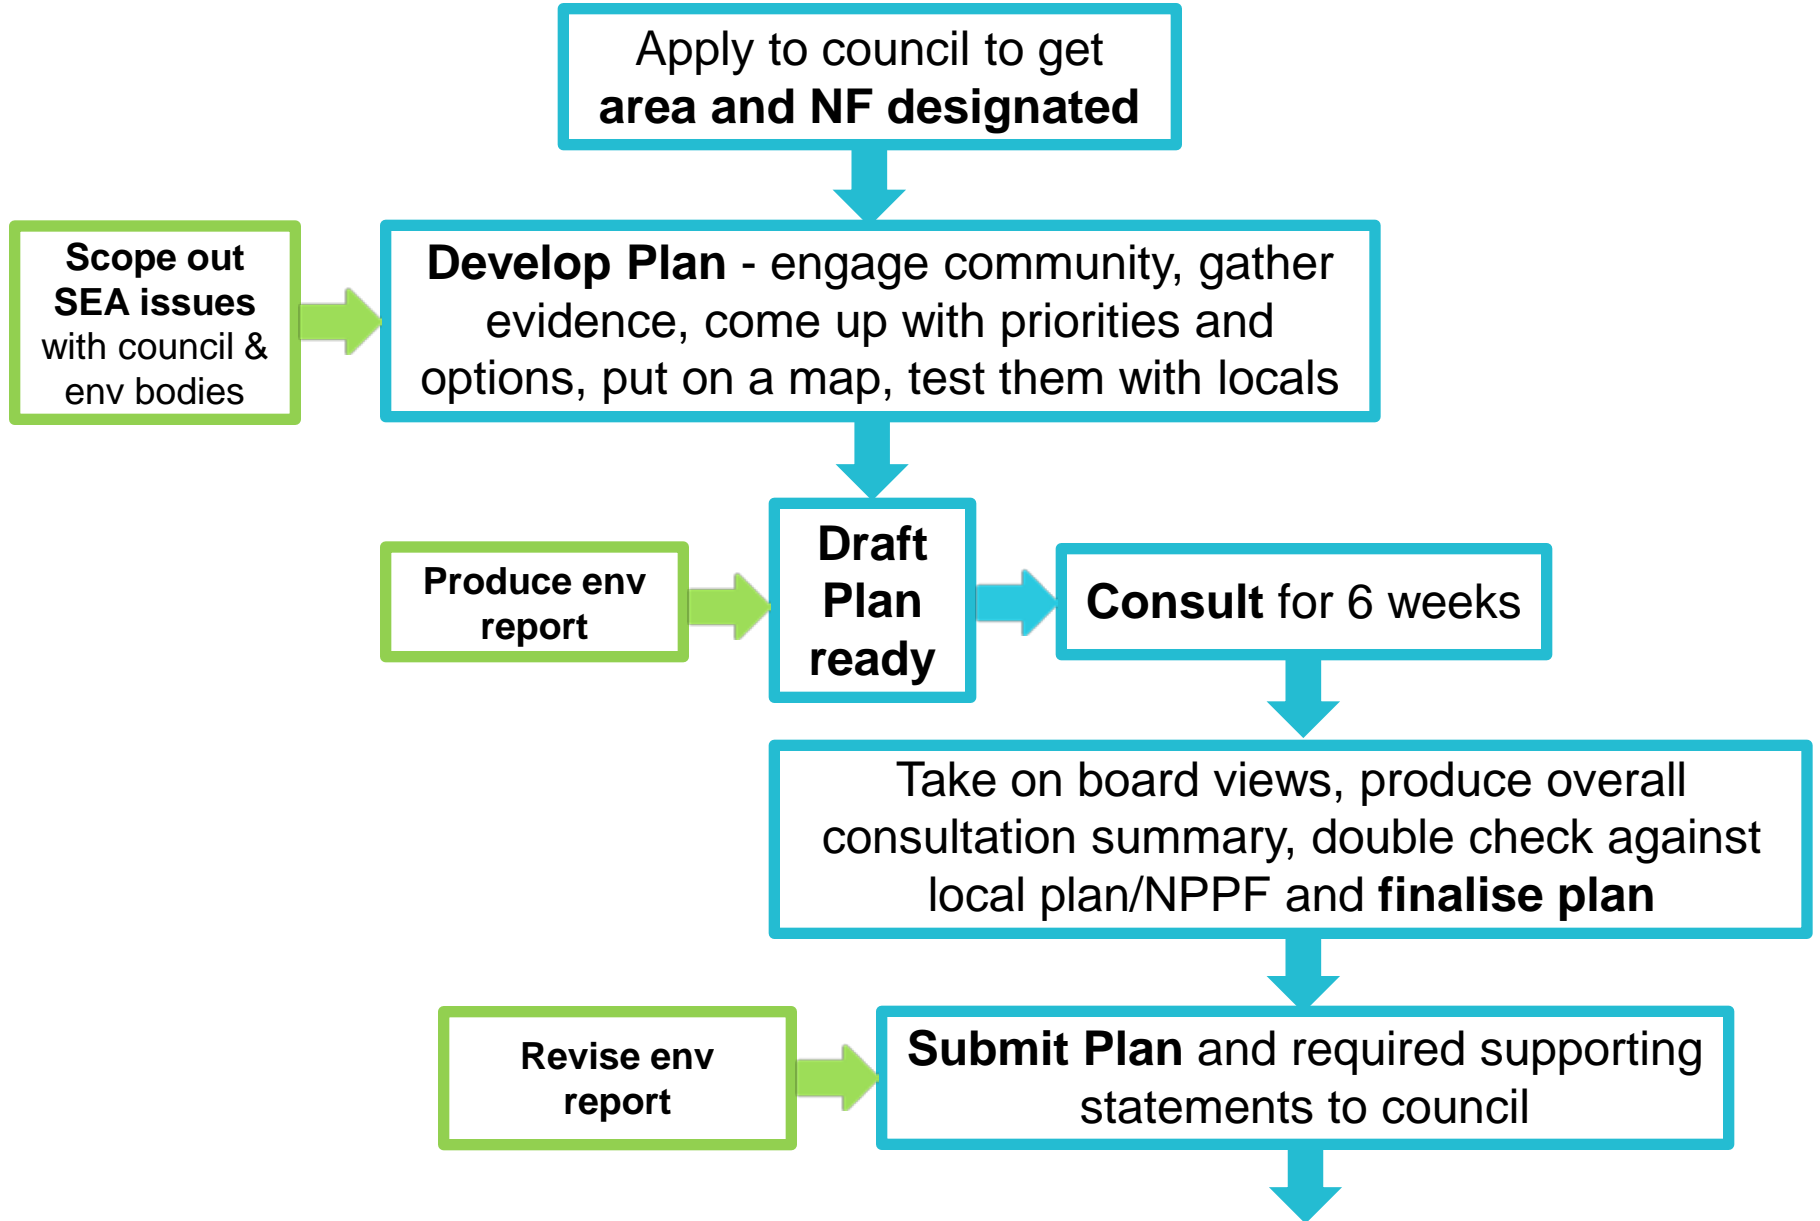 Apply to council to get
area and NF designated
Scope out
SEA issues
with council &
env bodies
Develop Plan - engage community, gather
evidence, come up with priorities and
options, put on a map, test them with locals
Produce env
report
Draft
Plan
ready
Consult for 6 weeks
Take on board views, produce overall
consultation summary, double check against
local plan/NPPF and finalise plan
Revise env
report
Submit Plan and required supporting
statements to council